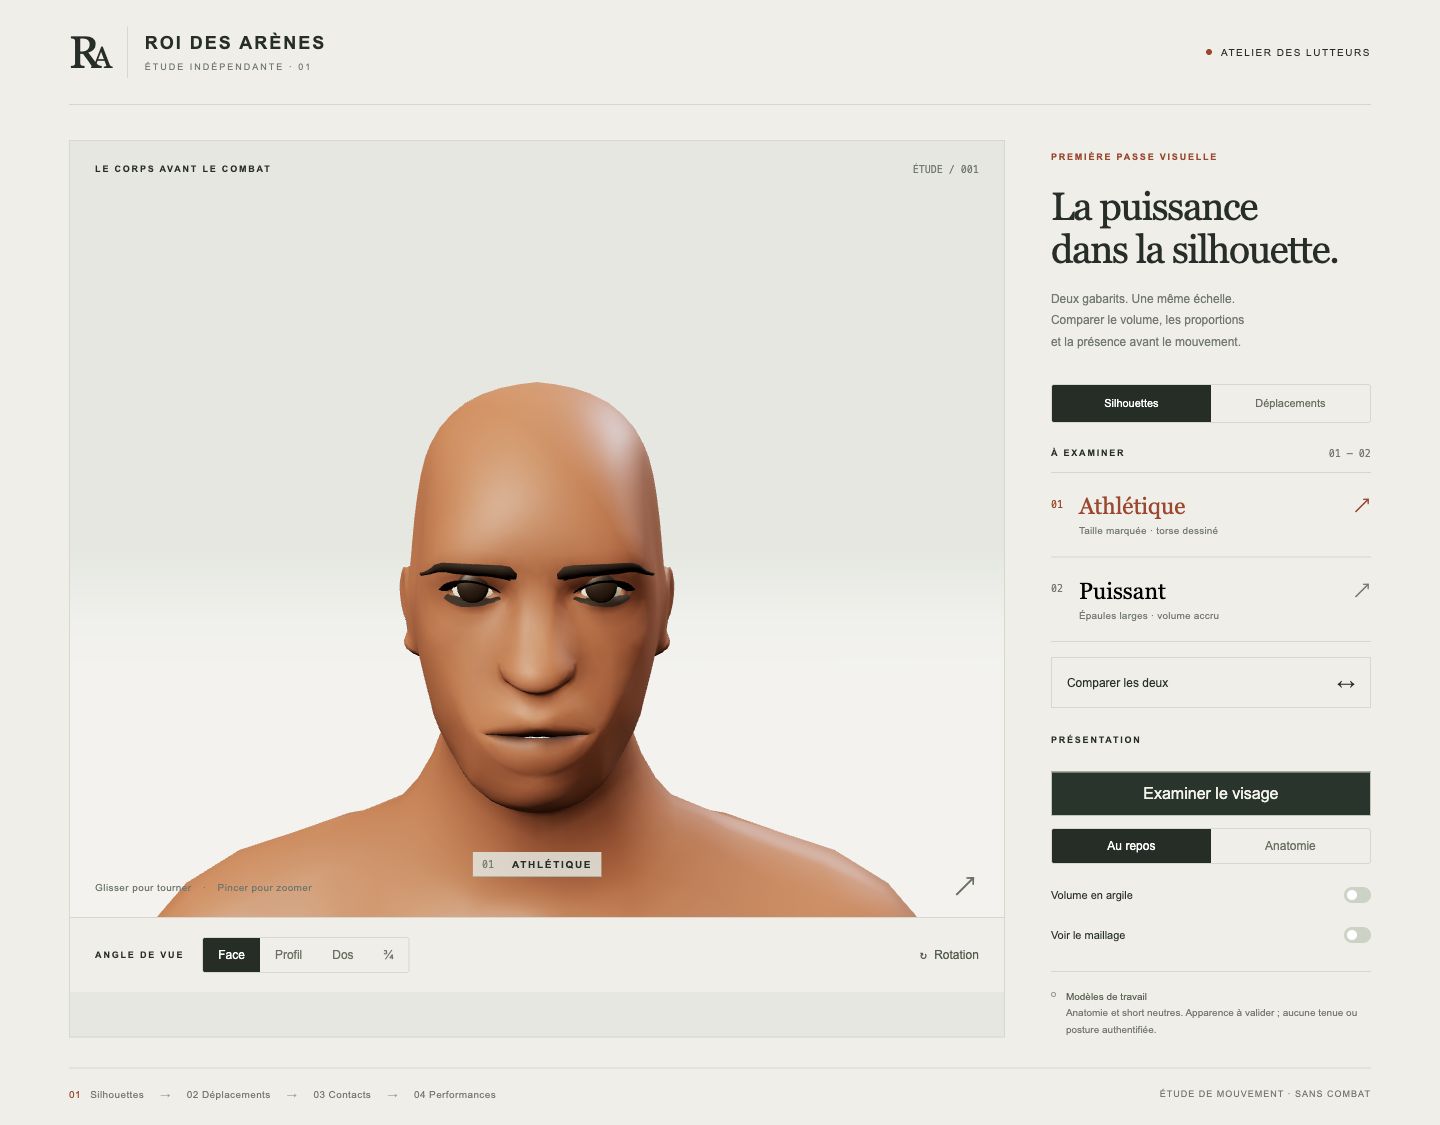 RA
ROI DES ARÈNES
ÉTUDE INDÉPENDANTE · 01
ATELIER DES LUTTEURS
LE CORPS AVANT LE COMBAT
ÉTUDE / 001
01 ATHLÉTIQUE
Glisser pour tourner · Pincer pour zoomer
ANGLE DE VUE
Face
Profil
Dos
¾
↻ Rotation
PREMIÈRE PASSE VISUELLE
La puissance
dans la silhouette.
Deux gabarits. Une même échelle.
Comparer le volume, les proportions
et la présence avant le mouvement.
Silhouettes
Déplacements
À EXAMINER
01 — 02
01 Athlétique ↗
Taille marquée · torse dessiné
02 Puissant ↗
Épaules larges · volume accru
Comparer les deux ↔
PRÉSENTATION
Examiner le visage
Au repos
Anatomie
Volume en argile
Voir le maillage
Modèles de travail
Anatomie et short neutres. Apparence à valider ; aucune tenue ou
posture authentifiée.
01 Silhouettes → 02 Déplacements → 03 Contacts → 04 Performances
ÉTUDE DE MOUVEMENT · SANS COMBAT